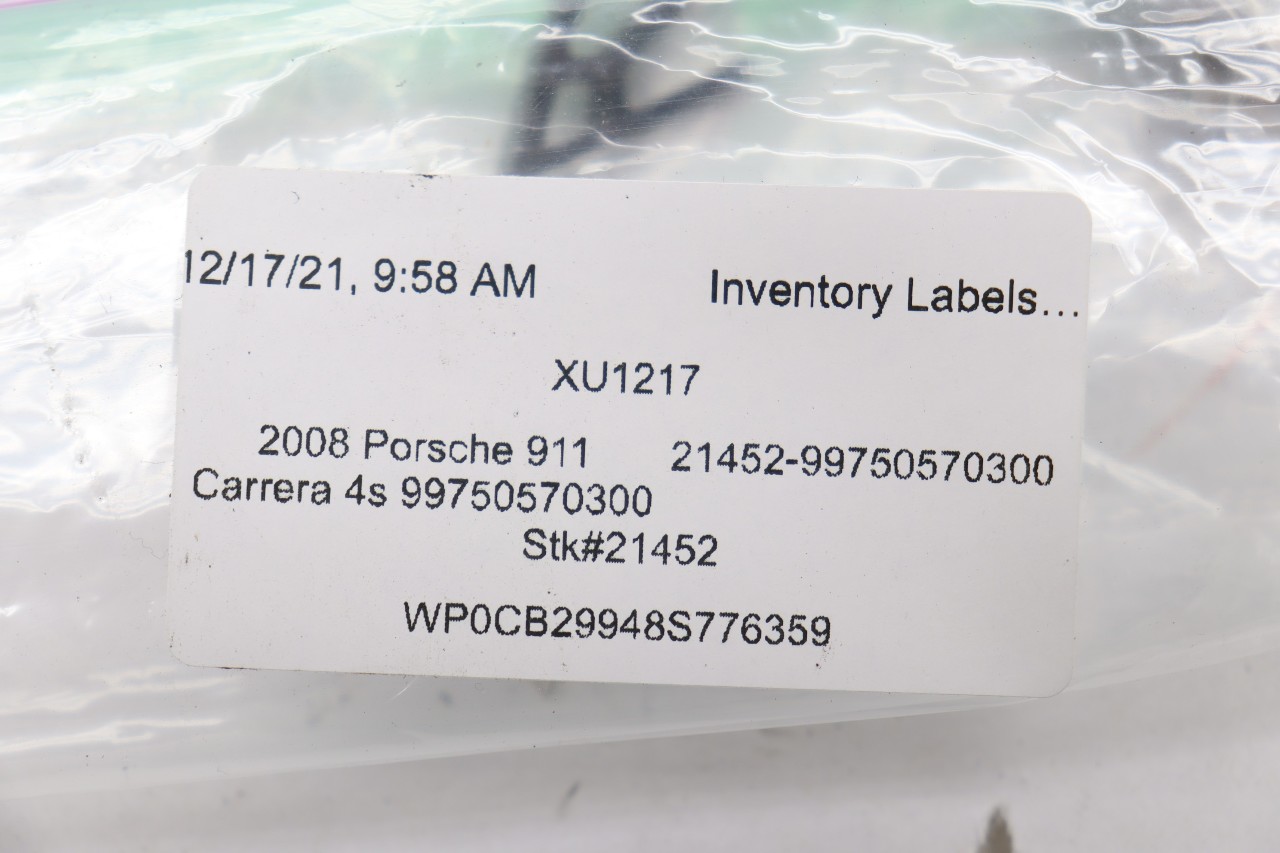 12/17/21, 9:58 AM Inventory Labels...
XU1217
2008 Porsche 911 21452-99750570300
Carrera 4s 99750570300
Stk#21452
WP0CB29948S776359